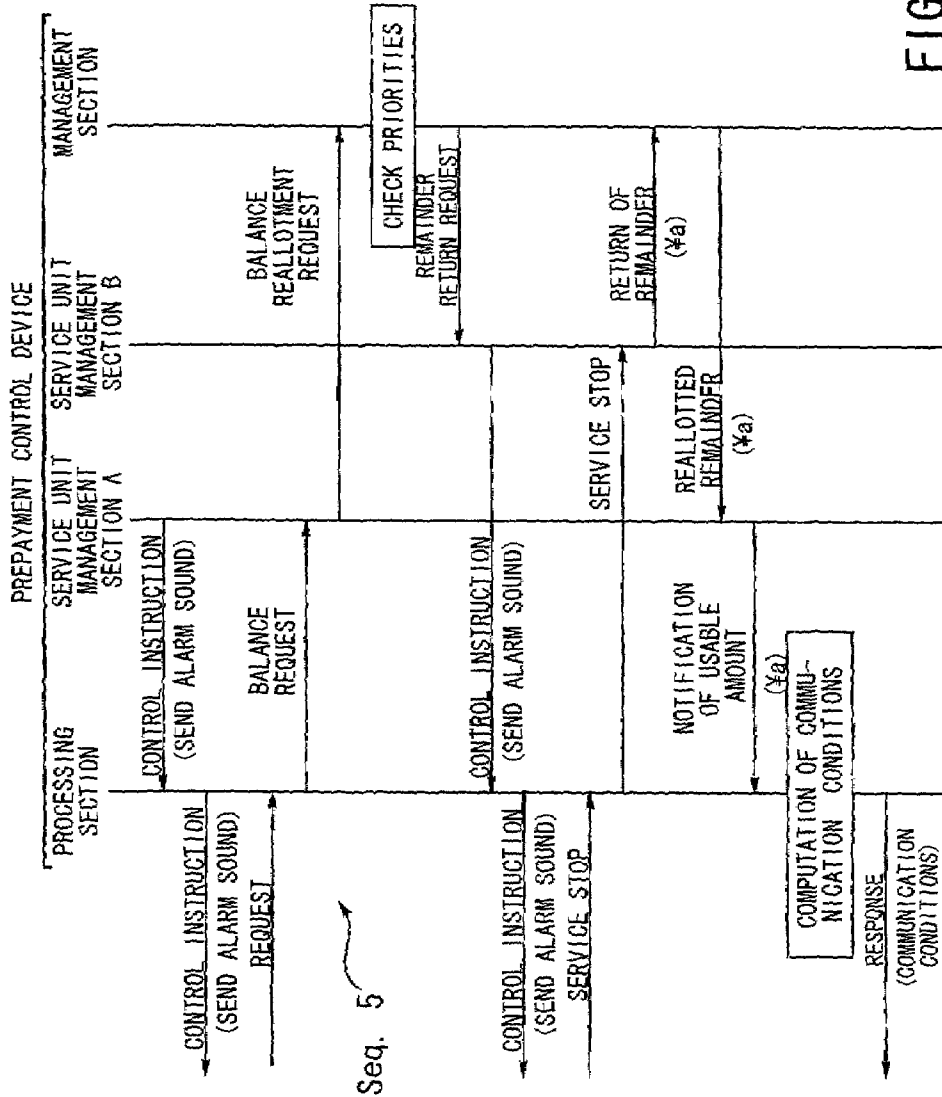 PREPAYMENT CONTROL DEVICE
PROCESSING
SECTION
SERVICE UNIT
MANAGEMENT
SECTION A
SERVICE UNIT
MANAGEMENT
SECTION B
MANAGEMENT
SECTION
CONTROL INSTRUCTION
(SEND ALARM SOUND)
CONTROL INSTRUCTION
(SEND ALARM SOUND)
REQUEST
BALANCE
REQUEST
BALANCE
REALLOTMENT
REQUEST
CHECK PRIORITIES
Seq. 5
REMAINDER
RETURN REQUEST
CONTROL INSTRUCTION
(SEND ALARM SOUND)
CONTROL INSTRUCTION
(SEND ALARM SOUND)
SERVICE STOP
SERVICE STOP
RETURN OF
REMAINDER
(¥a)
REALLOTTED
REMAINDER
(¥a)
NOTIFICATION
OF USABLE
AMOUNT
(¥a)
COMPUTATION OF COMMU-
NICATION CONDITIONS
RESPONSE
(COMMUNICATION
CONDITIONS)
FIG